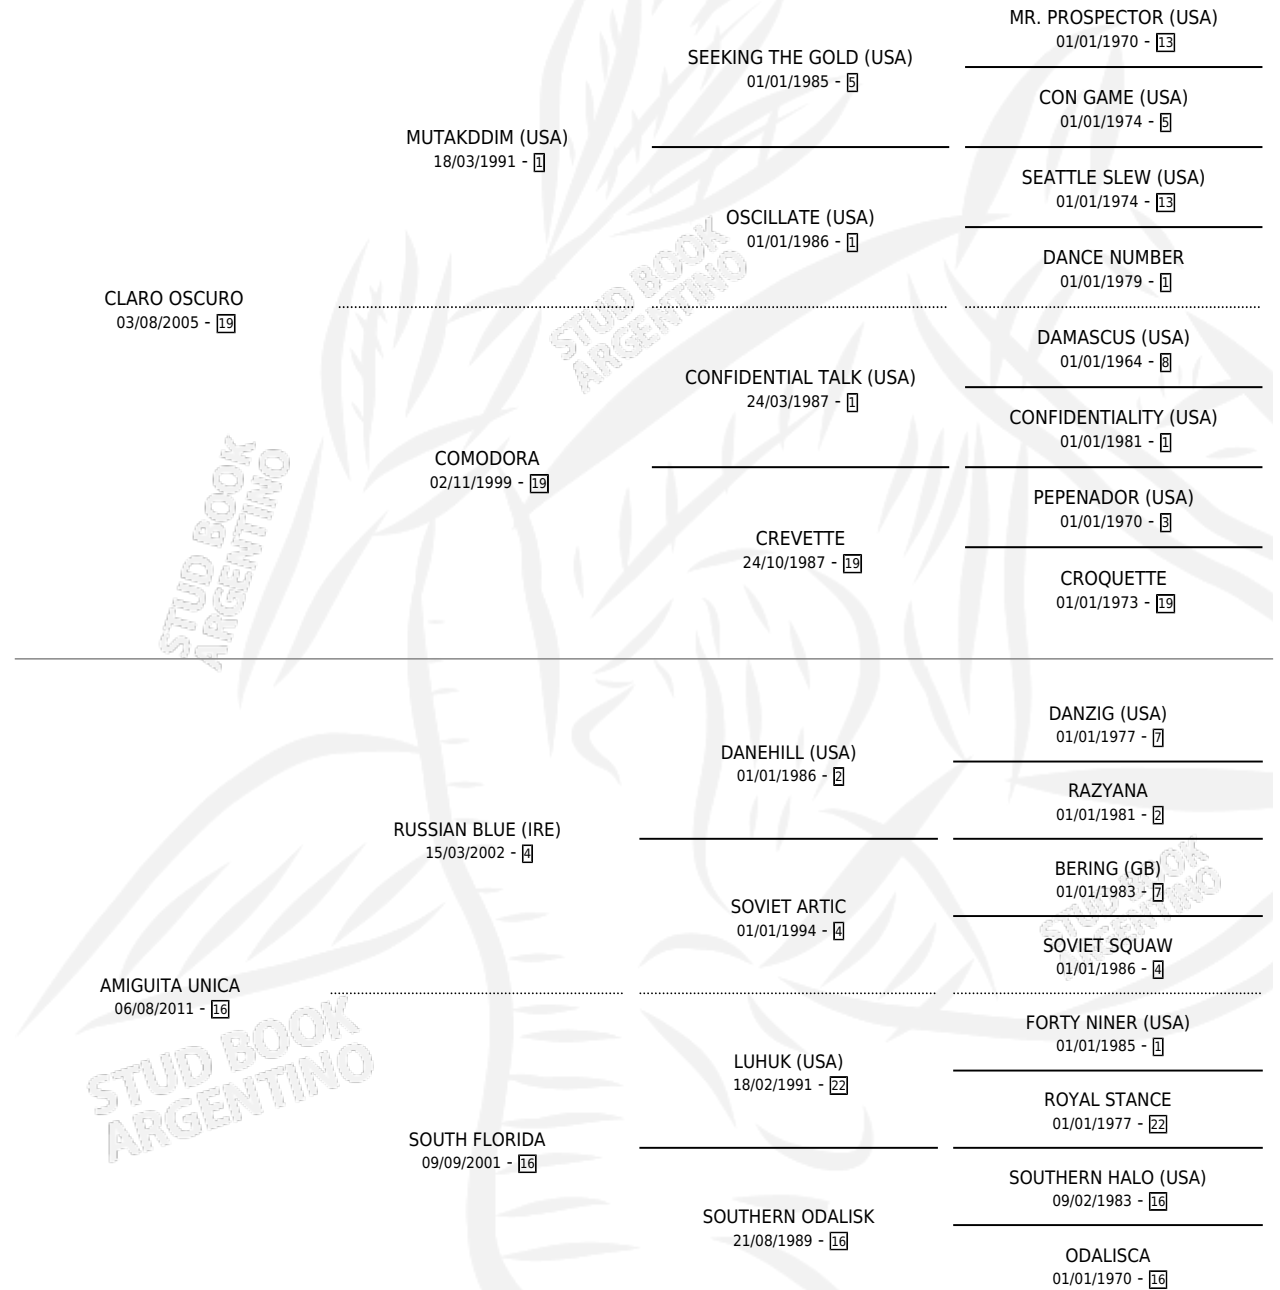 MR. PROSPECTOR (USA)
01/01/1970 - 13
SEEKING THE GOLD (USA)
01/01/1985 - 5
CON GAME (USA)
01/01/1974 - 5
MUTAKDDIM (USA)
18/03/1991 - 1
SEATTLE SLEW (USA)
01/01/1974 - 13
OSCILLATE (USA)
01/01/1986 - 1
DANCE NUMBER
01/01/1979 - 1
CLARO OSCURO
03/08/2005 - 19
STUD BOOK
ARGENTINO
DAMASCUS (USA)
01/01/1964 - 8
CONFIDENTIAL TALK (USA)
24/03/1987 - 1
CONFIDENTIALITY (USA)
01/01/1981 - 1
COMODORA
02/11/1999 - 19
PEPENADOR (USA)
01/01/1970 - 3
CREVETTE
24/10/1987 - 19
CROQUETTE
01/01/1973 - 19
STUD BOOK
ARGENTINO
DANZIG (USA)
01/01/1977 - 7
DANEHILL (USA)
01/01/1986 - 2
RAZYANA
01/01/1981 - 2
RUSSIAN BLUE (IRE)
15/03/2002 - 4
BERING (GB)
01/01/1983 - 7
SOVIET ARTIC
01/01/1994 - 4
STUD BOOK
ARGENTINO
SOVIET SQUAW
01/01/1986 - 4
AMIGUITA UNICA
06/08/2011 - 16
FORTY NINER (USA)
01/01/1985 - 1
LUHUK (USA)
18/02/1991 - 22
STUD BOOK
ARGENTINO
ROYAL STANCE
01/01/1977 - 22
SOUTH FLORIDA
09/09/2001 - 16
SOUTHERN HALO (USA)
09/02/1983 - 16
SOUTHERN ODALISK
21/08/1989 - 16
ODALISCA
01/01/1970 - 16